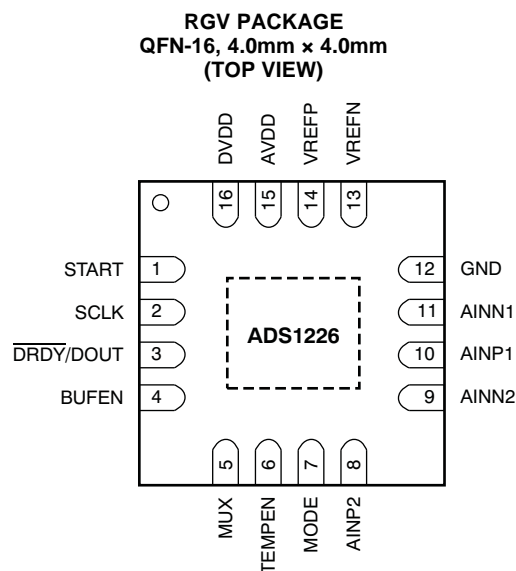 RGV PACKAGE
QFN-16, 4.0mm × 4.0mm
(TOP VIEW)
DVDD
AVDD
VREFP
VREFN
16
15
14
13
START 1
12 GND
SCLK 2
11 AINN1
DRDY/DOUT 3
ADS1226
10 AINP1
BUFEN 4
9 AINN2
5
6
7
8
MUX
TEMPEN
MODE
AINP2